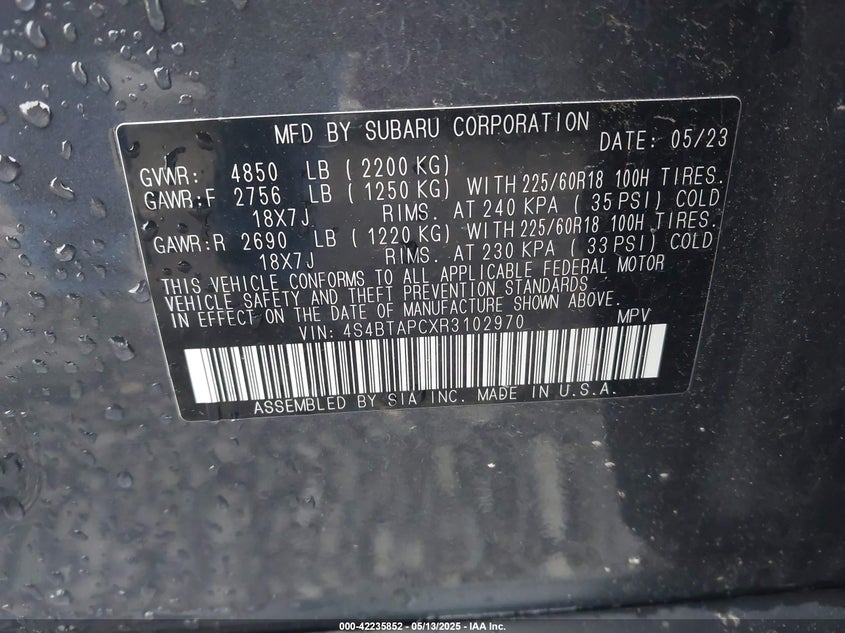 MFD BY SUBARU CORPORATION DATE: 05/23
GVWR: 4850 LB ( 2200 KG)
GAWR:F 2756 LB ( 1250 KG) WITH 225/60R18 100H TIRES.
18X7J RIMS. AT 240 KPA ( 35 PSI) COLD
GAWR:R 2690 LB ( 1220 KG) WITH 225/60R18 100H TIRES.
18X7J RIMS. AT 230 KPA ( 33 PSI) COLD
THIS VEHICLE CONFORMS TO ALL APPLICABLE FEDERAL MOTOR
VEHICLE SAFETY AND THEFT PREVENTION STANDARDS
IN EFFECT ON THE DATE OF MANUFACTURE SHOWN ABOVE.
VIN: 4S4BTAPCXR3102970 MPV
ASSEMBLED BY SIA INC. MADE IN U.S.A.
000-42235852 - 05/13/2025 - IAA Inc.